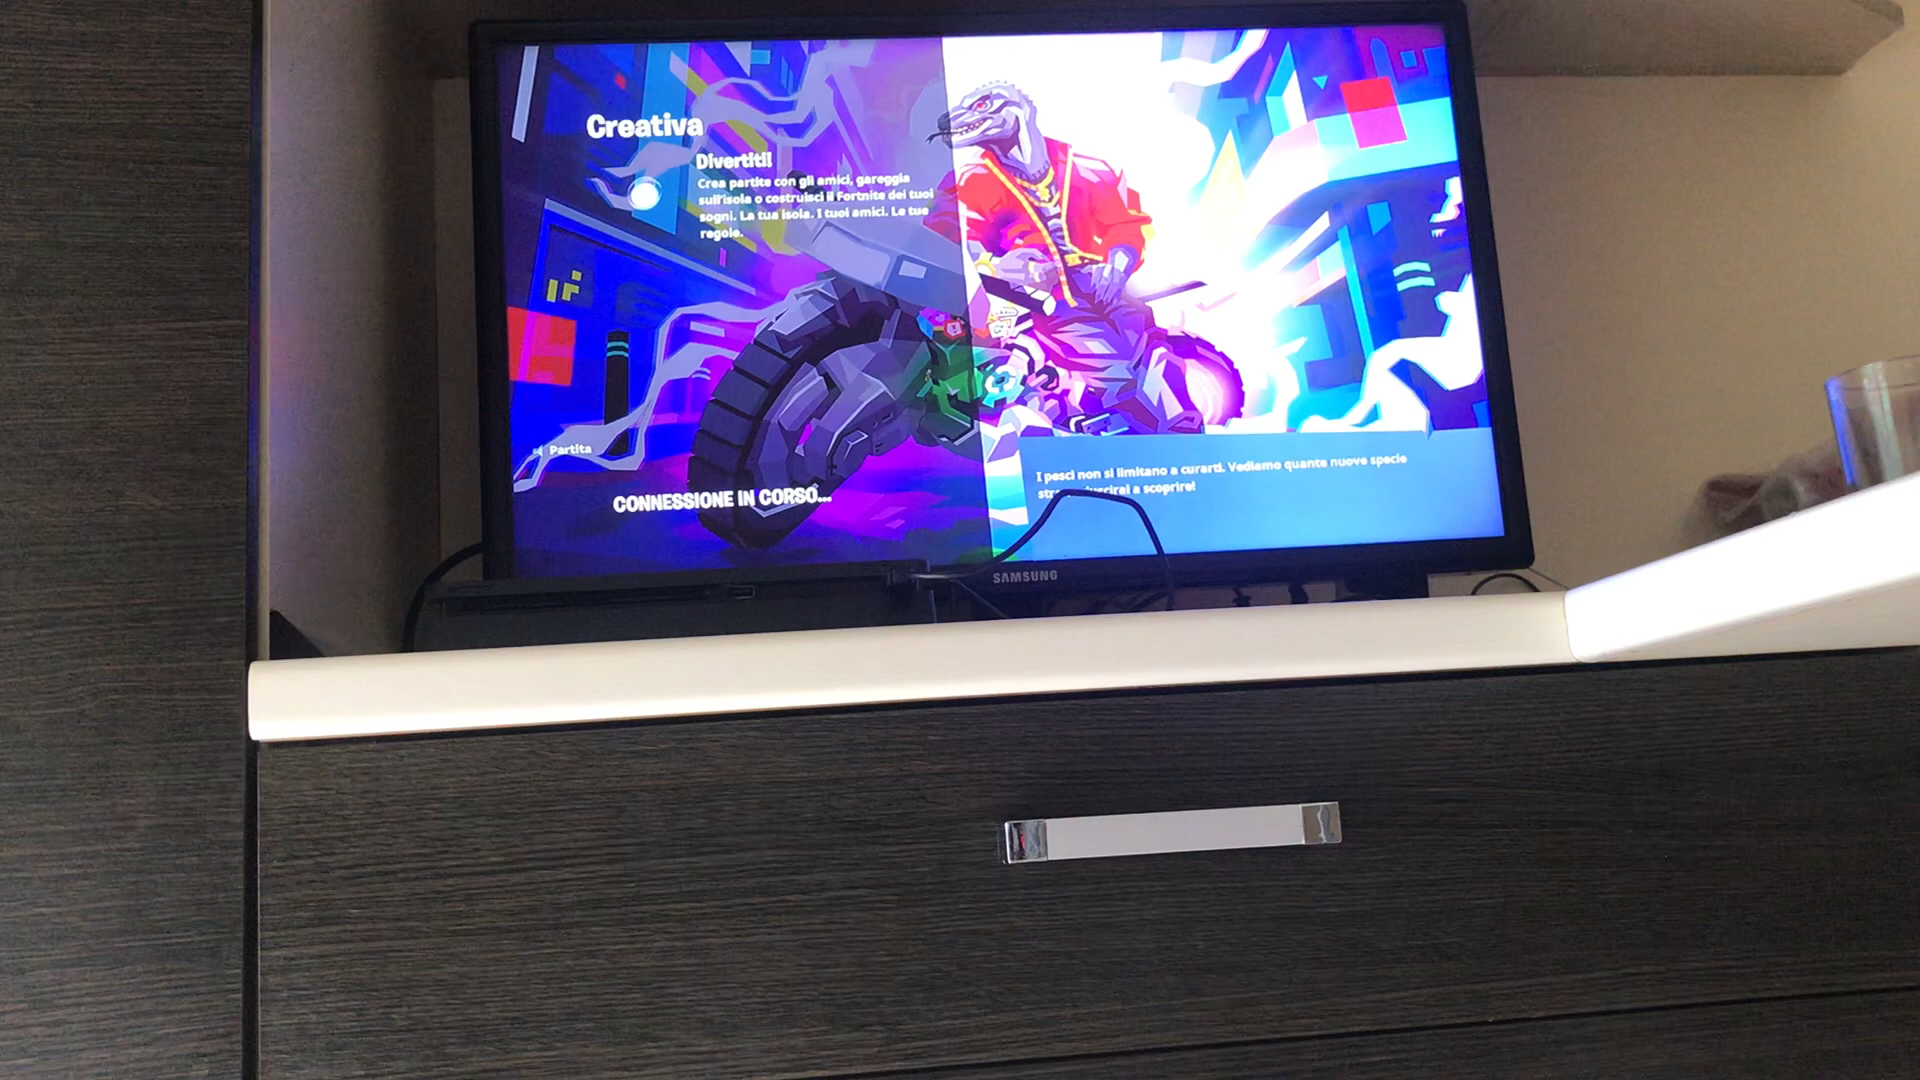 Creativa
Divertiti!
Crea partite con gli amici, gareggia
sull'isola o costruisci il Fortnite dei tuoi
sogni. La tua isola. I tuoi amici. Le tue
regole.
Partita
CONNESSIONE IN CORSO...
I pesci non si limitano a curarti. Vediamo quante nuove specie
a scoprire!
SAMSUNG